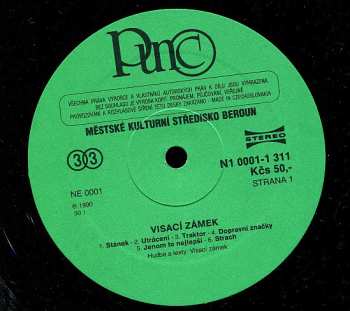 Punc
VŠECHNA PRÁVA VÝROBCE A VLASTNÍKŮ AUTORSKÝCH PRÁV K DÍLU JSOU VYHRAZENA.
BEZ SOUHLASU JE VÝROBA KOPIÍ, PRONÁJEM, PŮJČOVÁNÍ, VEŘEJNÉ
PROVOZOVÁNÍ A ROZHLASOVÉ ŠÍŘENÍ TÉTO DESKY ZAKÁZÁNO - MADE IN CZECHOSLOVAKIA
MĚSTSKÉ KULTURNÍ STŘEDISKO BEROUN
33
STEREO
N1 0001-1 311
Kčs 50,-
STRANA 1
NE 0001
℗ 1990
90 1
VISACÍ ZÁMEK
1. Stánek - 2. Utrácení - 3. Traktor - 4. Dopravní značky
5. Jenom to nejlepší - 6. Strach
Hudba a texty: Visací zámek